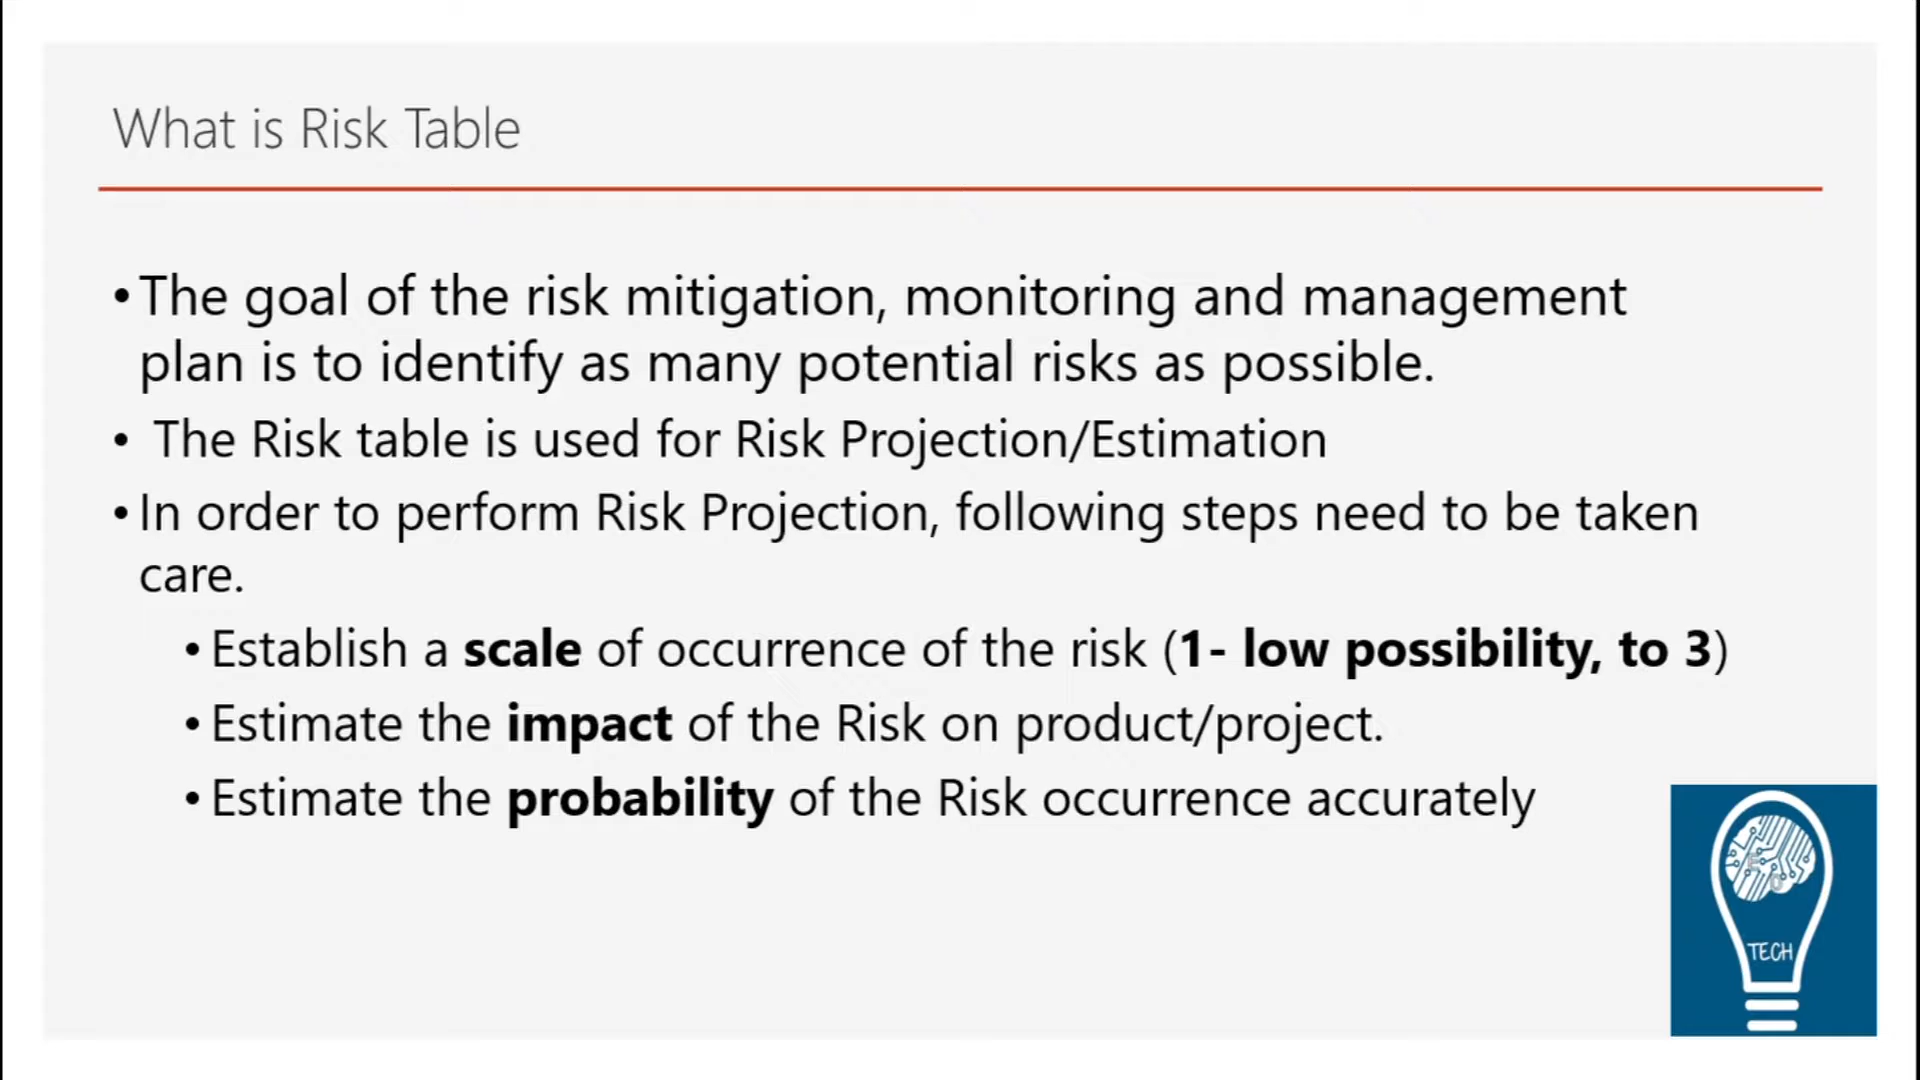 What is Risk Table
•The goal of the risk mitigation, monitoring and management
plan is to identify as many potential risks as possible.
• The Risk table is used for Risk Projection/Estimation
•In order to perform Risk Projection, following steps need to be taken
care.
•Establish a scale of occurrence of the risk (1- low possibility, to 3)
•Estimate the impact of the Risk on product/project.
•Estimate the probability of the Risk occurrence accurately
E
D
TECH